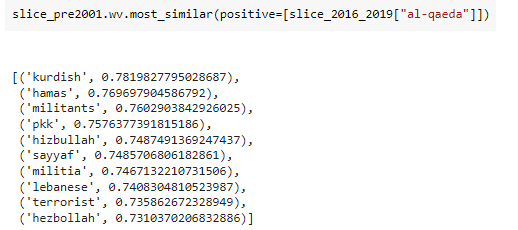 slice_pre2001.wv.most_similar(positive=[slice_2016_2019["al-qaeda"]])
[('kurdish', 0.7819827795028687),
('hamas', 0.769697904586792),
('militants', 0.7602903842926025),
('pkk', 0.7576377391815186),
('hizbullah', 0.7487491369247437),
('sayyaf', 0.7485706806182861),
('militia', 0.7467132210731506),
('lebanese', 0.7408304810523987),
('terrorist', 0.735862672328949),
('hezbollah', 0.7310370206832886)]